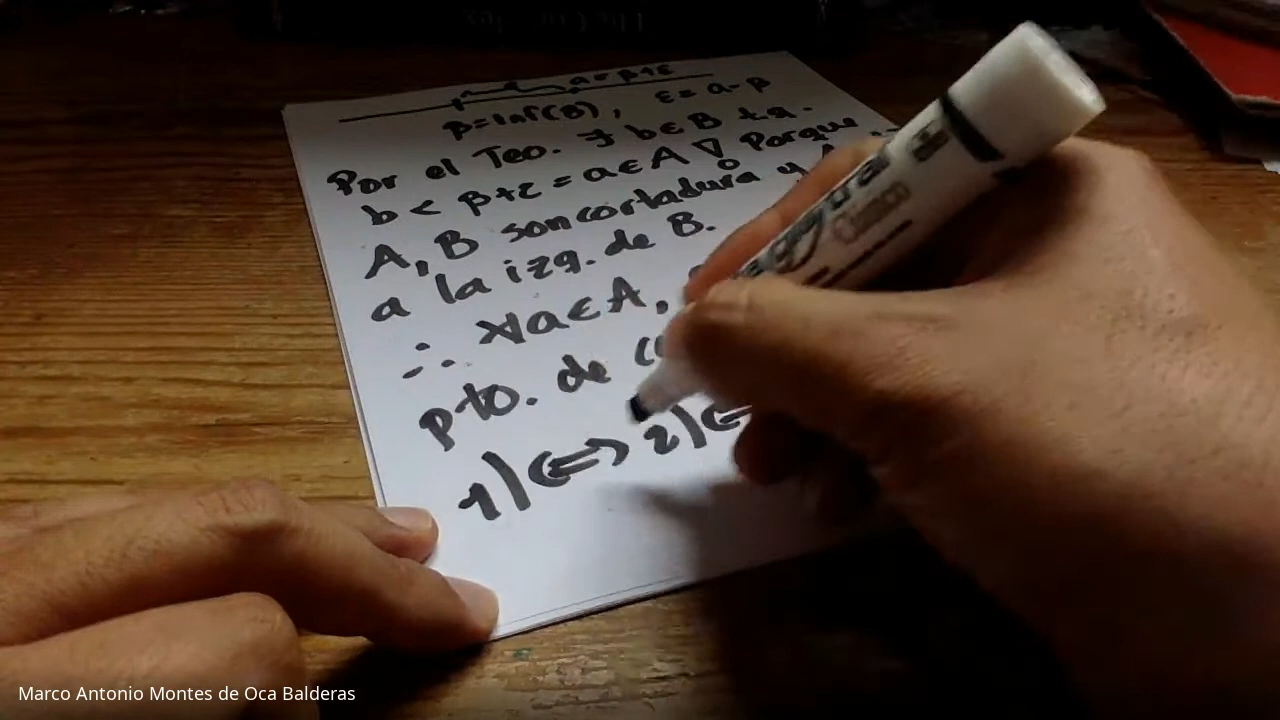 a = β+ε
β=inf(B), ε=a-β
Por el Teo. ∃ b∈B t.q.
b < β+ε = a∈A ∇ Porque
A, B son cortadura y A
a la izq. de B.
∴ ∀a∈A,
pto. de
1) ⟺ 2) ⟸
Marco Antonio Montes de Oca Balderas